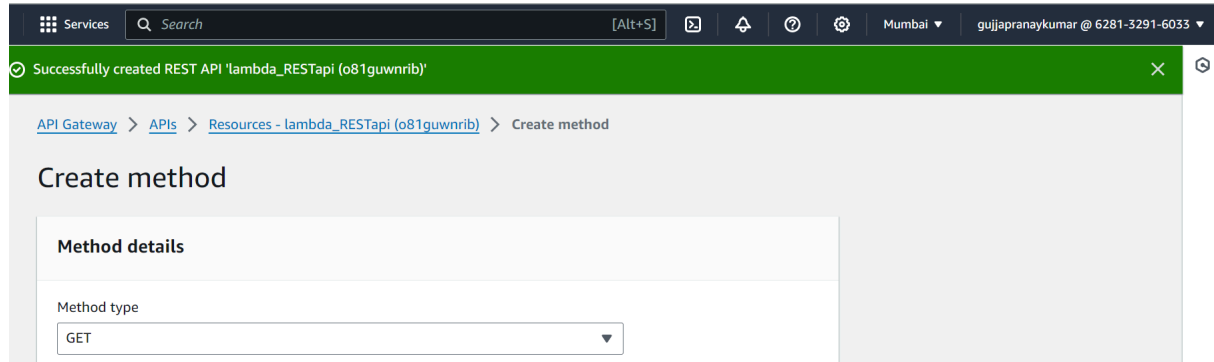 Services Search [Alt+S] Mumbai gujjapranaykumar @ 6281-3291-6033
Successfully created REST API 'lambda_RESTapi (o81guwnrib)'
API Gateway > APIs > Resources - lambda_RESTapi (o81guwnrib) > Create method
Create method
Method details
Method type
GET